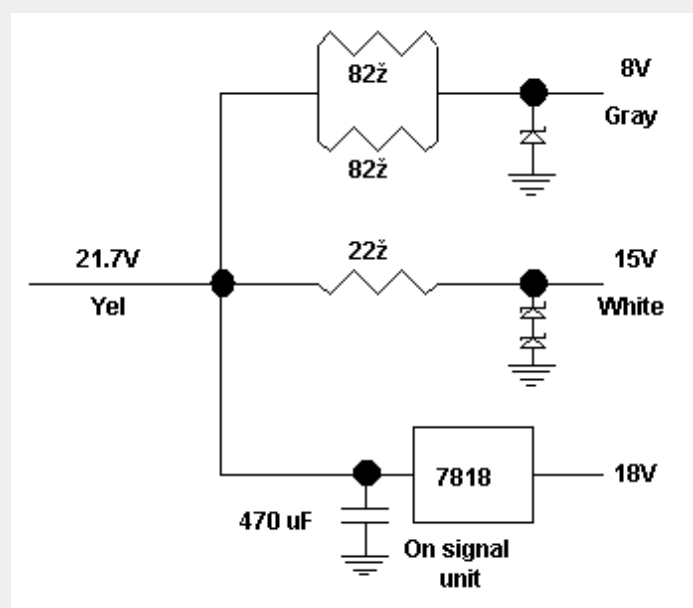 82ž
8V
Gray
82ž
21.7V
Yel
22ž
15V
White
7818
18V
470 uF
On signal
unit